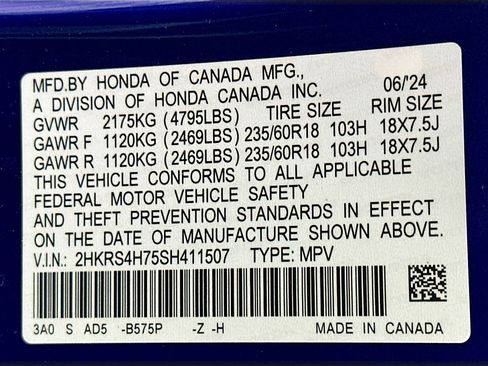 MFD.BY HONDA OF CANADA MFG.,
A DIVISION OF HONDA CANADA INC. 06/'24
GVWR 2175KG (4795LBS) TIRE SIZE RIM SIZE
GAWR F 1120KG (2469LBS) 235/60R18 103H 18X7.5J
GAWR R 1120KG (2469LBS) 235/60R18 103H 18X7.5J
THIS VEHICLE CONFORMS TO ALL APPLICABLE
FEDERAL MOTOR VEHICLE SAFETY
AND THEFT PREVENTION STANDARDS IN EFFECT
ON THE DATE OF MANUFACTURE SHOWN ABOVE.
V.I.N.: 2HKRS4H75SH411507 TYPE: MPV
3A0 S AD5 -B575P -Z -H MADE IN CANADA